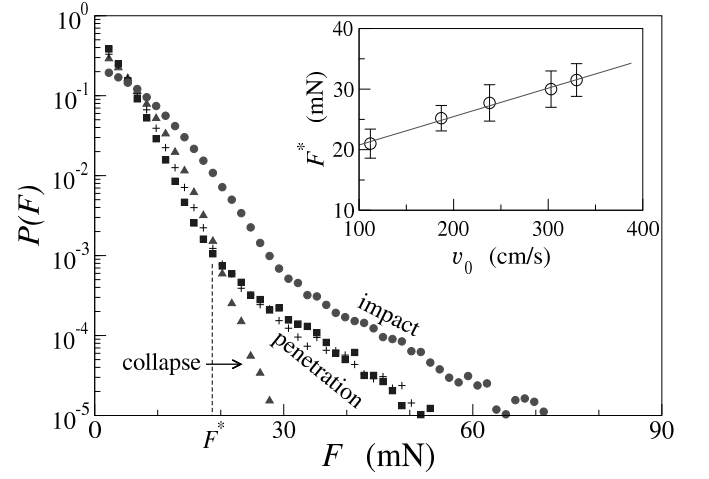 10^0
10^-1
10^-2
10^-3
10^-4
10^-5
P(F)
0
30
60
90
F*
F (mN)
collapse
penetration
impact
40
30
20
10
F* (mN)
100
200
300
400
v_0 (cm/s)